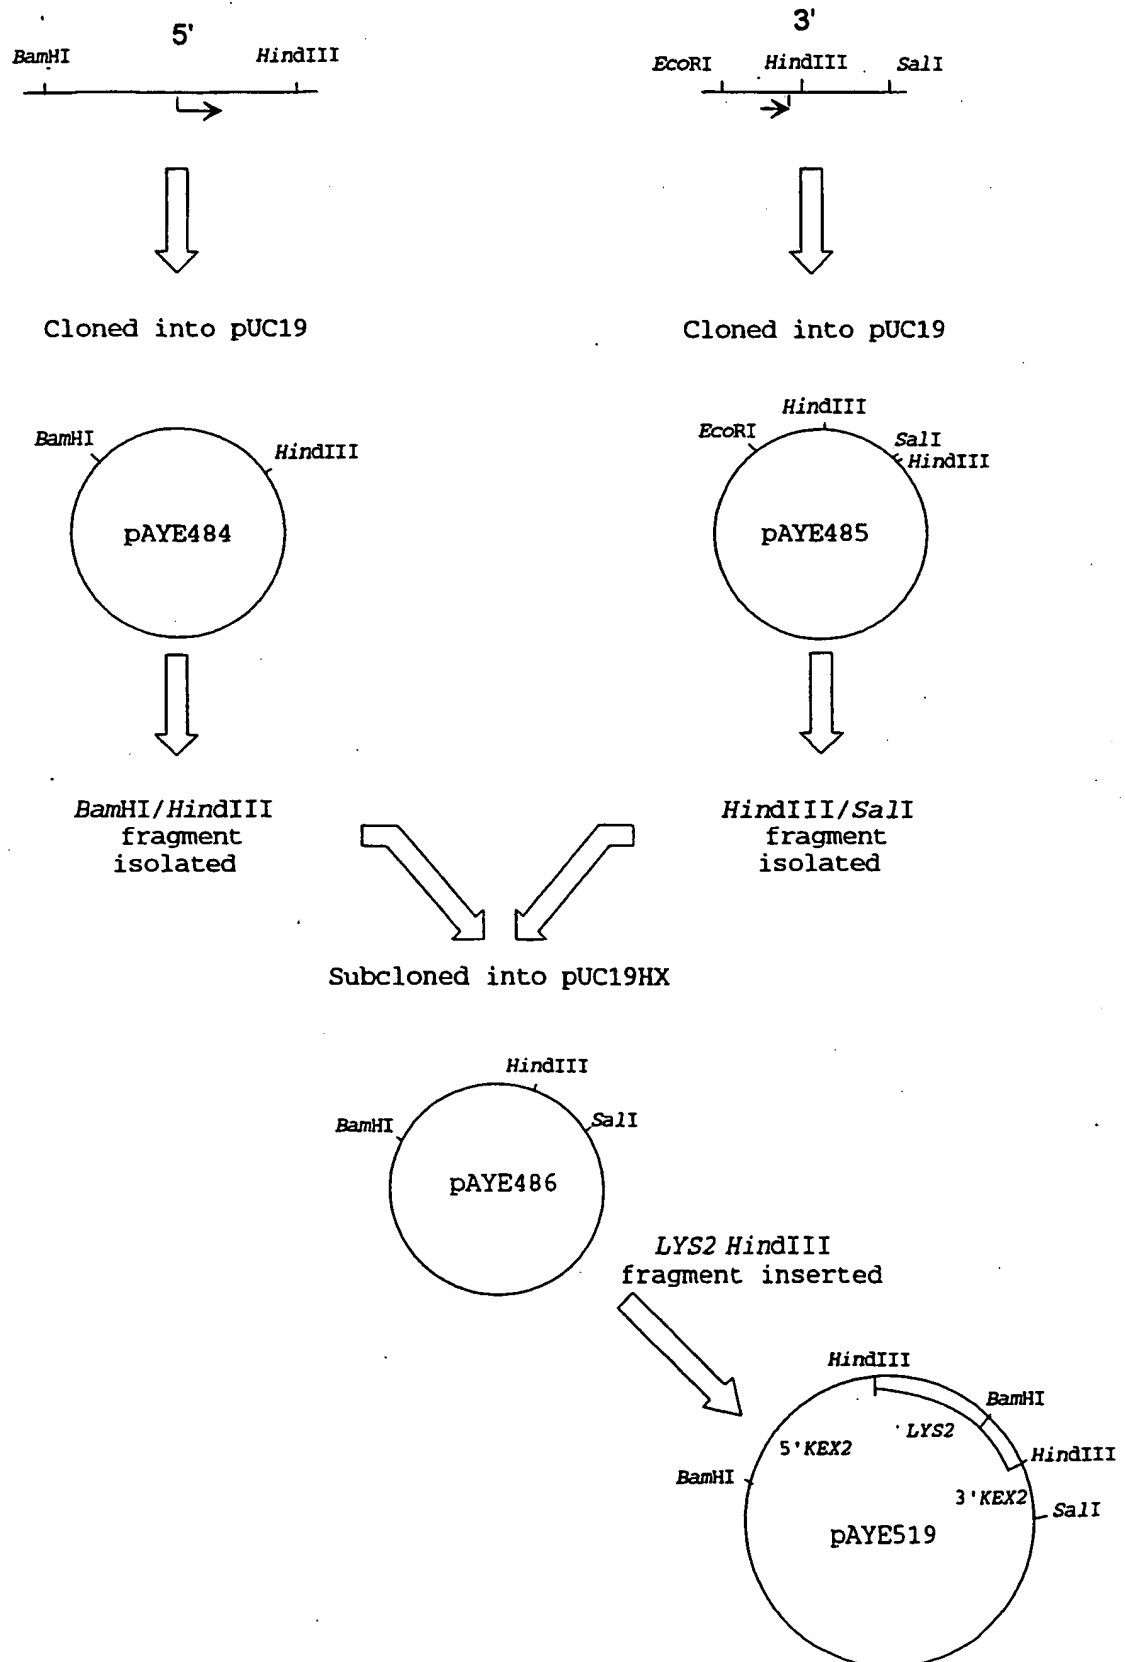 5'
BamHI HindIII
3'
EcoRI HindIII SalI
Cloned into pUC19
Cloned into pUC19
BamHI
HindIII
pAYE484
HindIII
EcoRI
SalI
HindIII
pAYE485
BamHI/HindIII
fragment
isolated
HindIII/SalI
fragment
isolated
Subcloned into pUC19HX
HindIII
BamHI
SalI
pAYE486
LYS2 HindIII
fragment inserted
HindIII
BamHI
LYS2
5'KEX2
HindIII
BamHI
3'KEX2
SalI
pAYE519